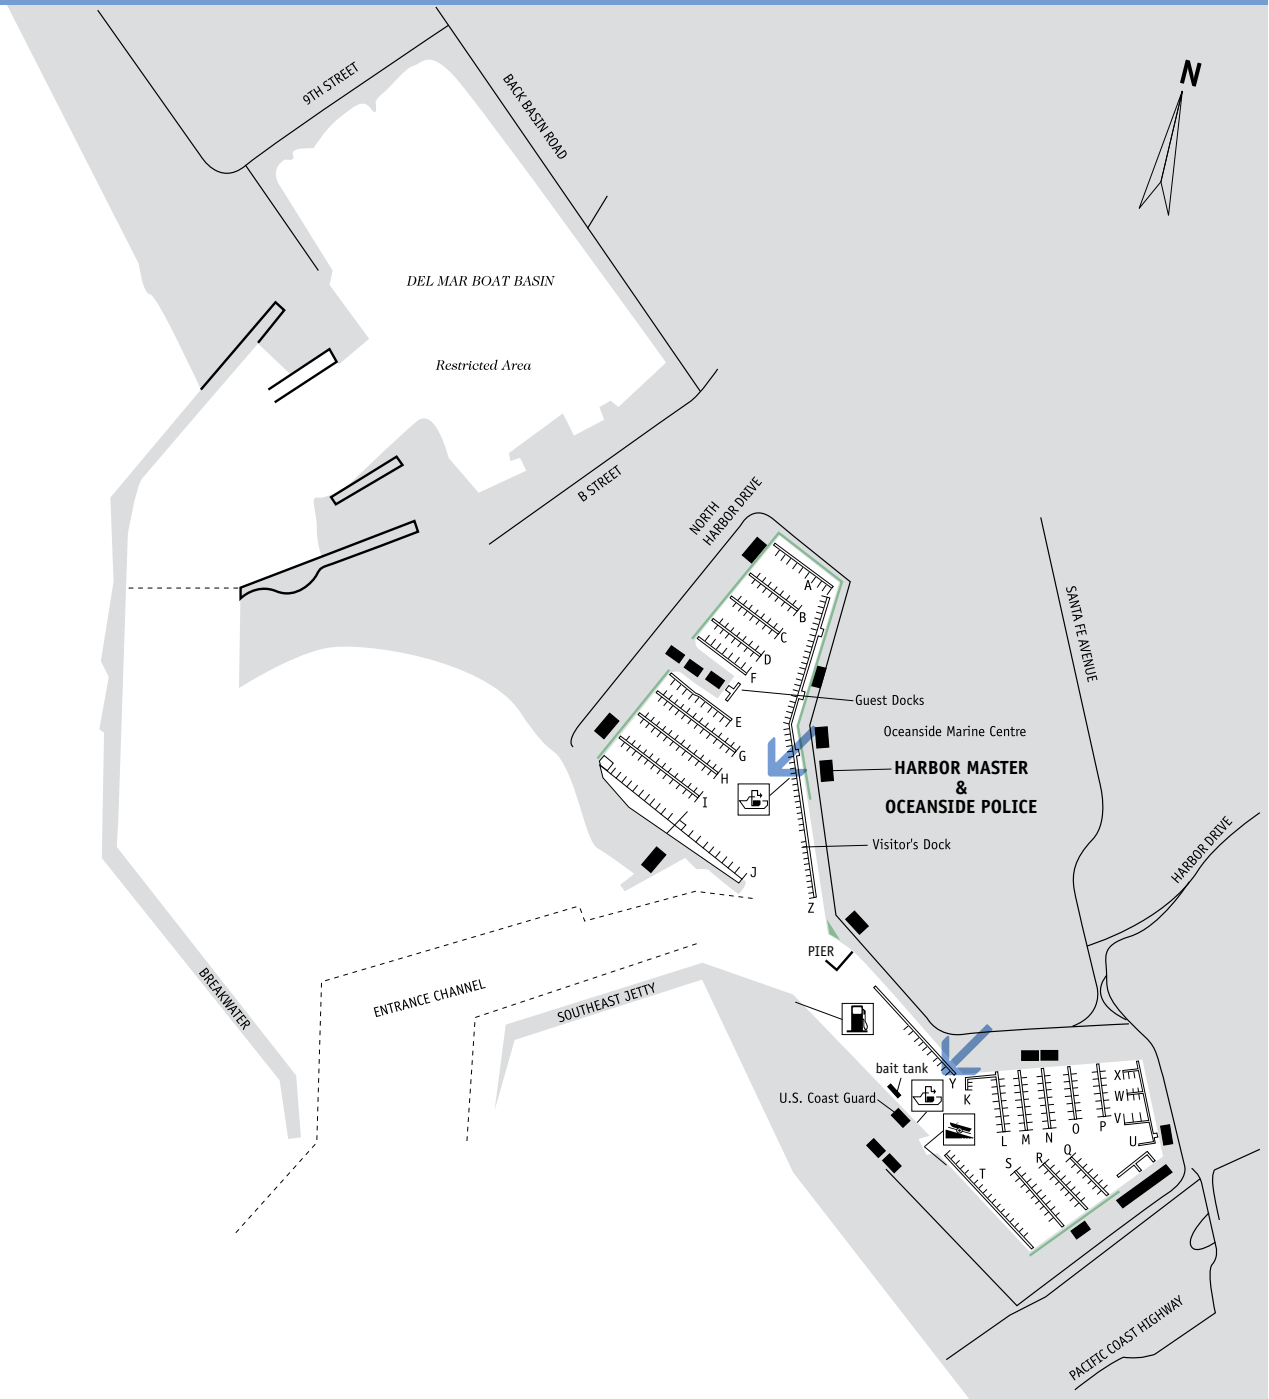 N
9TH STREET
BACK BASIN ROAD
DEL MAR BOAT BASIN
Restricted Area
B STREET
NORTH
HARBOR DRIVE
A
B
C
D
F
E
G
H
I
J
Z
Guest Docks
Oceanside Marine Centre
HARBOR MASTER
&
OCEANSIDE POLICE
Visitor's Dock
SANTA FE AVENUE
HARBOR DRIVE
PIER
BREAKWATER
ENTRANCE CHANNEL
SOUTHEAST JETTY
bait tank
U.S. Coast Guard
Y
K
L
M
N
O
P
X
W
V
U
Q
R
S
T
PACIFIC COAST HIGHWAY